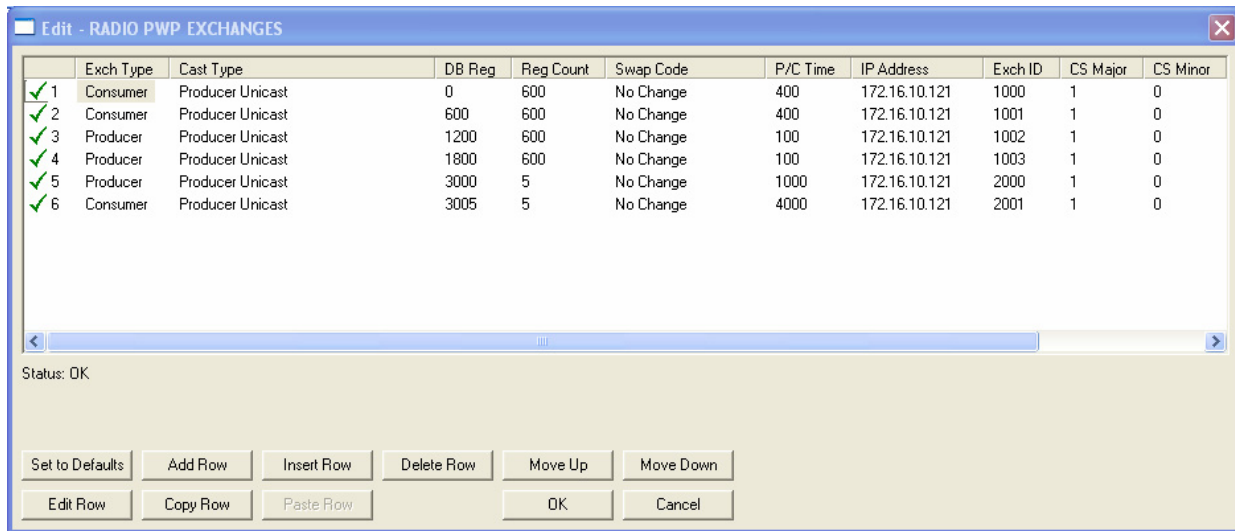 Edit - RADIO PWP EXCHANGES
Exch Type Cast Type DB Reg Reg Count Swap Code P/C Time IP Address Exch ID CS Major CS Minor
1 Consumer Producer Unicast 0 600 No Change 400 172.16.10.121 1000 1 0
2 Consumer Producer Unicast 600 600 No Change 400 172.16.10.121 1001 1 0
3 Producer Producer Unicast 1200 600 No Change 100 172.16.10.121 1002 1 0
4 Producer Producer Unicast 1800 600 No Change 100 172.16.10.121 1003 1 0
5 Producer Producer Unicast 3000 5 No Change 1000 172.16.10.121 2000 1 0
6 Consumer Producer Unicast 3005 5 No Change 4000 172.16.10.121 2001 1 0
Status: OK
Set to Defaults Add Row Insert Row Delete Row Move Up Move Down
Edit Row Copy Row Paste Row OK Cancel